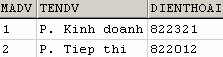 MADV TENDV DIENTHOAI
1 P. Kinh doanh 822321
2 P. Tiep thi 822012